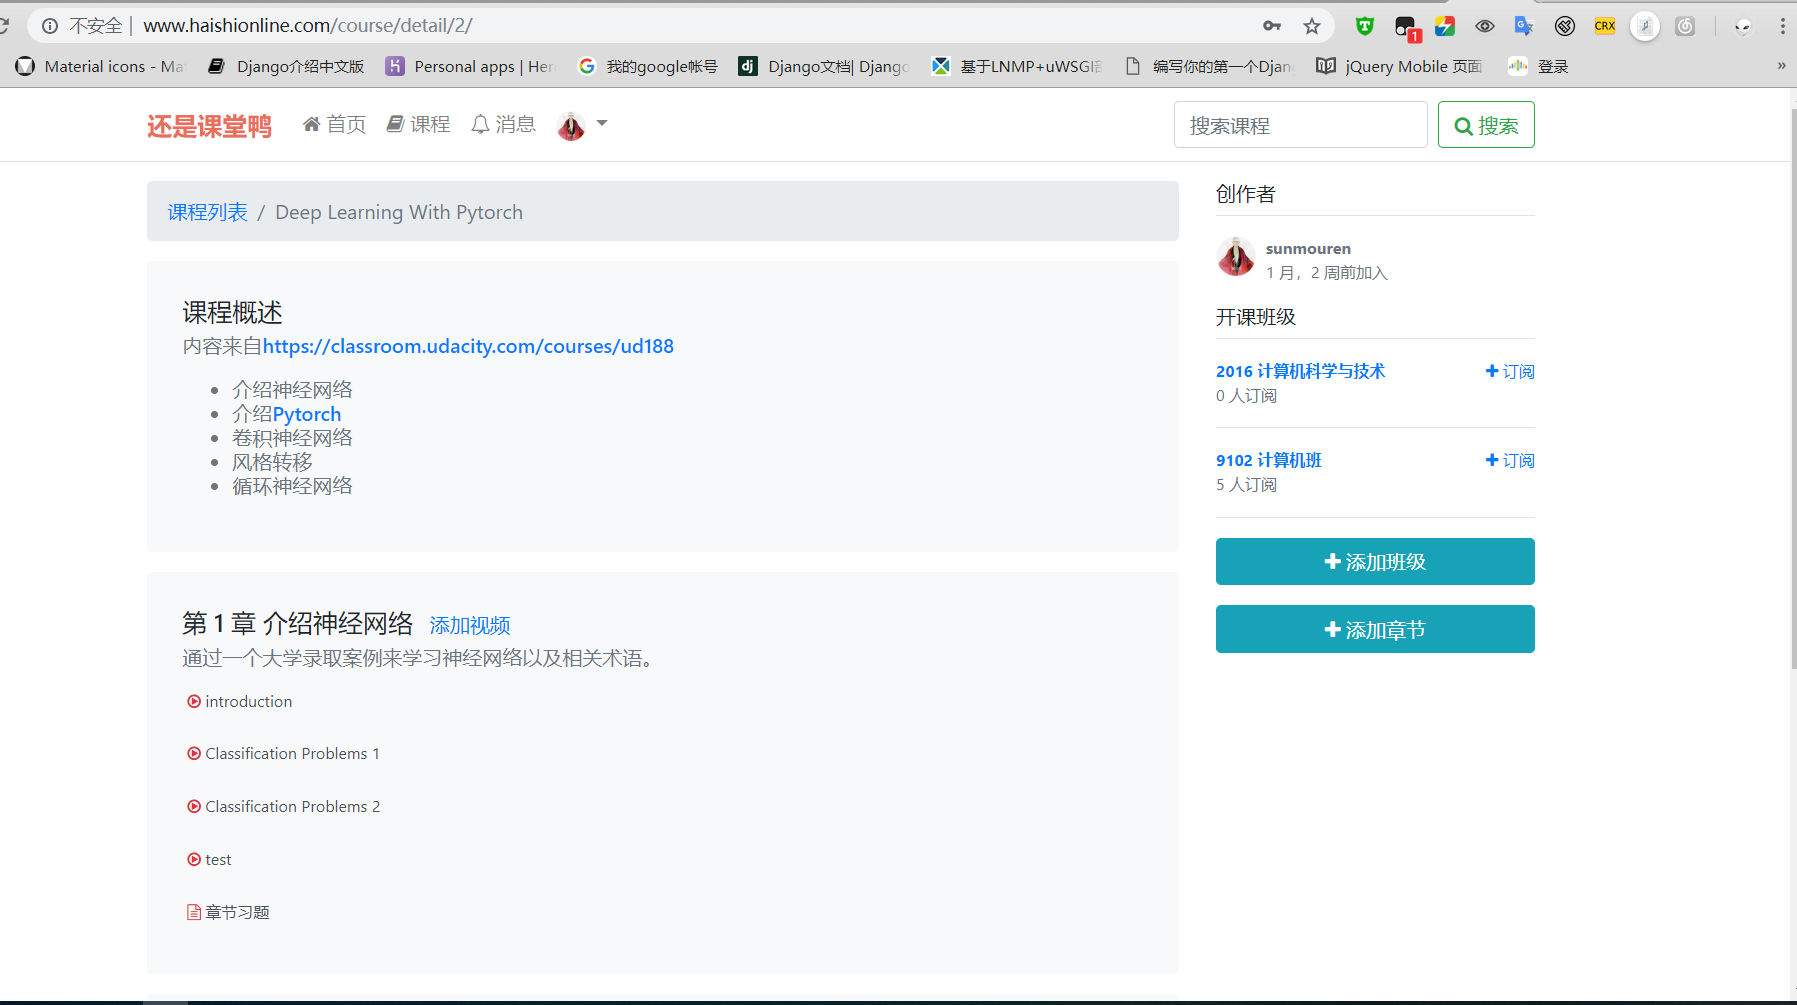 不安全 | www.haishionline.com/course/detail/2/
1
CRX
Material icons - Ma
Django介绍中文版
Personal apps | Her
我的google帐号
Django文档| Django
基于LNMP+uWSGI
编写你的第一个Djan
jQuery Mobile 页面
登录
»
还是课堂鸭
首页
课程
消息
搜索课程
搜索
课程列表 / Deep Learning With Pytorch
课程概述
内容来自https://classroom.udacity.com/courses/ud188
介绍神经网络
介绍Pytorch
卷积神经网络
风格转移
循环神经网络
第 1 章 介绍神经网络 添加视频
通过一个大学录取案例来学习神经网络以及相关术语。
introduction
Classification Problems 1
Classification Problems 2
test
章节习题
创作者
sunmouren
1 月，2 周前加入
开课班级
2016 计算机科学与技术
订阅
0 人订阅
9102 计算机班
订阅
5 人订阅
添加班级
添加章节